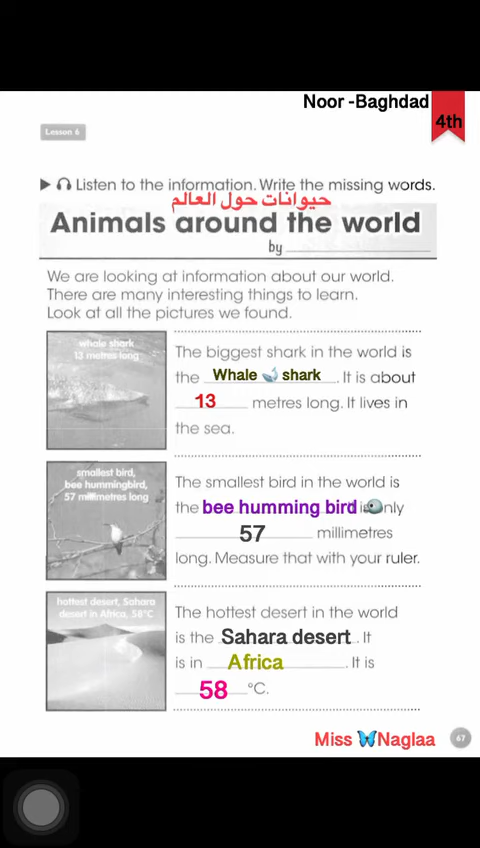 Noor -Baghdad
4th
Lesson 6
Listen to the information. Write the missing words.
حيوانات حول العالم
Animals around the world
by
We are looking at information about our world.
There are many interesting things to learn.
Look at all the pictures we found.
whale shark
13 metres long
The biggest shark in the world is
the Whale shark. It is about
13 metres long. It lives in
the sea.
smallest bird,
bee hummingbird,
57 millimetres long
The smallest bird in the world is
the bee humming bird is only
57 millimetres
long. Measure that with your ruler.
hottest desert, Sahara
desert in Africa, 58°C
The hottest desert in the world
is the Sahara desert. It
is in Africa. It is
58 °C.
Miss Naglaa
67